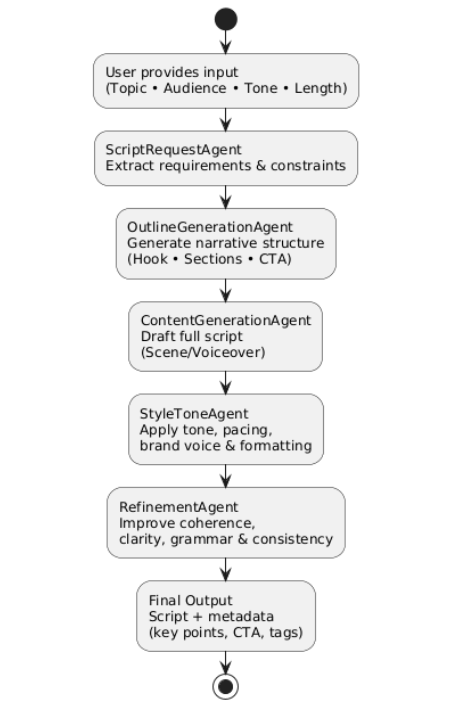 User provides input
(Topic • Audience • Tone • Length)
ScriptRequestAgent
Extract requirements & constraints
OutlineGenerationAgent
Generate narrative structure
(Hook • Sections • CTA)
ContentGenerationAgent
Draft full script
(Scene/Voiceover)
StyleToneAgent
Apply tone, pacing,
brand voice & formatting
RefinementAgent
Improve coherence,
clarity, grammar & consistency
Final Output
Script + metadata
(key points, CTA, tags)